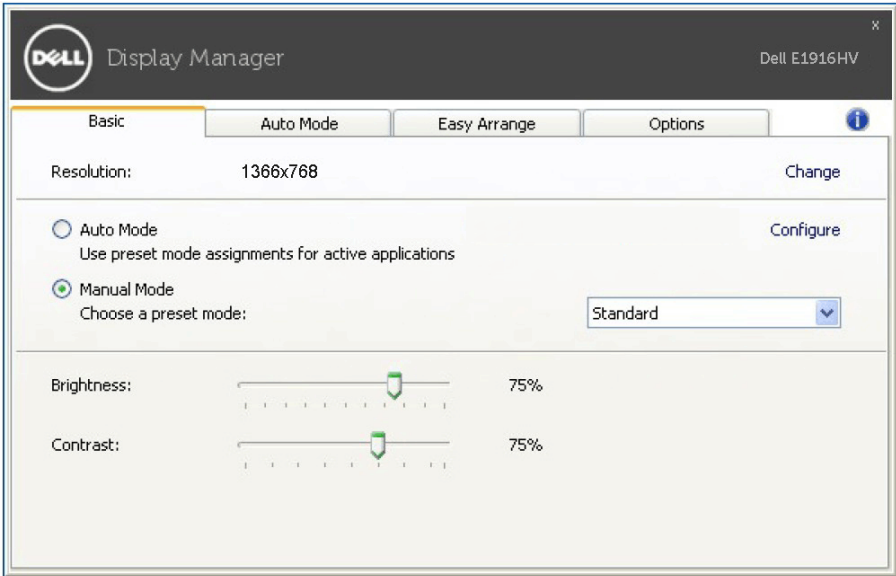 DELL Display Manager
x
Dell E1916HV
Basic Auto Mode Easy Arrange Options i
Resolution: 1366x768 Change
Auto Mode Configure
Use preset mode assignments for active applications
Manual Mode
Choose a preset mode: Standard
Brightness: 75%
Contrast: 75%